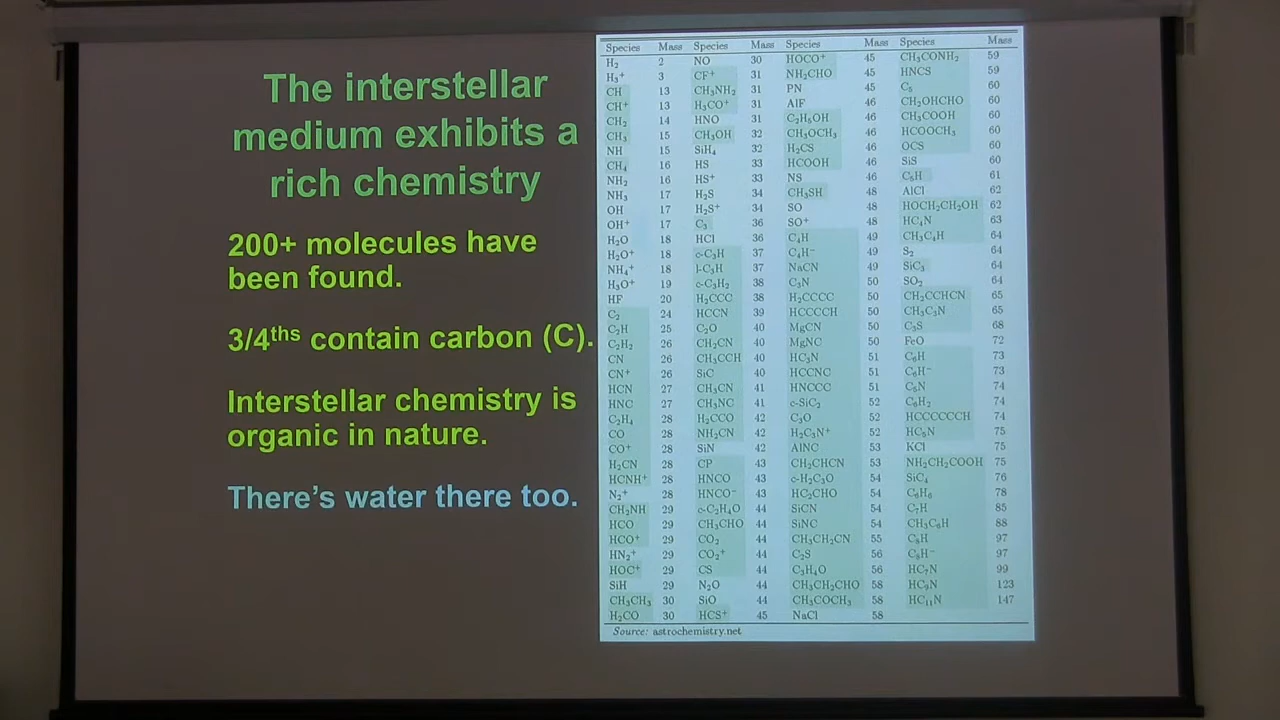 The interstellar
medium exhibits a
rich chemistry
200+ molecules have
been found.
3/4ths contain carbon (C).
Interstellar chemistry is
organic in nature.
There's water there too.
Species Mass Species Mass Species Mass Species Mass
H₂ 2 NO 30 HOCO⁺ 45 CH₃CONH₂ 59
H₃⁺ 3 CF⁺ 31 NH₂CHO 45 HNCS 59
CH 13 CH₃NH₂ 31 PN 45 C₅ 60
CH⁺ 13 H₃CO⁺ 31 AlF 46 CH₂OHCHO 60
CH₂ 14 HNO 31 C₂H₅OH 46 CH₃COOH 60
CH₃ 15 CH₃OH 32 CH₃OCH₃ 46 HCOOCH₃ 60
NH 15 SiH₄ 32 H₂CS 46 OCS 60
CH₄ 16 HS 33 HCOOH 46 SiS 60
NH₂ 16 HS⁺ 33 NS 46 C₅H 61
NH₃ 17 H₂S 34 CH₃SH 48 AlCl 62
OH 17 H₂S⁺ 34 SO 48 HOCH₂CH₂OH 62
OH⁺ 17 C₃ 36 SO⁺ 48 HC₄N 63
H₂O 18 HCl 36 C₄H 49 CH₃C₄H 64
H₂O⁺ 18 c-C₃H 37 C₄H⁻ 49 S₂ 64
NH₄⁺ 18 l-C₃H 37 NaCN 49 SiC₃ 64
H₃O⁺ 19 c-C₃H₂ 38 C₃N 50 SO₂ 64
HF 20 H₂CCC 38 H₂CCCC 50 CH₂CCHCN 65
C₂ 24 HCCN 39 HCCCCH 50 CH₃C₃N 65
C₂H 25 C₂O 40 MgCN 50 C₃S 68
C₂H₂ 26 CH₂CN 40 MgNC 50 FeO 72
CN 26 CH₃CCH 40 HC₃N 51 C₆H 73
CN⁺ 26 SiC 40 HCCNC 51 C₆H⁻ 73
HCN 27 CH₃CN 41 HNCCC 51 C₅N 74
HNC 27 CH₃NC 41 c-SiC₂ 52 C₆H₂ 74
C₂H₄ 28 H₂CCO 42 C₃O 52 HCCCCCCH 74
CO 28 NH₂CN 42 H₂C₃N⁺ 52 HC₅N 75
CO⁺ 28 SiN 42 AlNC 53 KCl 75
H₂CN 28 CP 43 CH₂CHCN 53 NH₂CH₂COOH 75
HCNH⁺ 28 HNCO 43 c-H₂C₃O 54 SiC₄ 76
N₂⁺ 28 HNCO⁻ 43 HC₂CHO 54 C₆H₆ 78
CH₂NH 29 c-C₂H₄O 44 SiCN 54 C₇H 85
HCO 29 CH₃CHO 44 SiNC 54 CH₃C₆H 88
HCO⁺ 29 CO₂ 44 CH₃CH₂CN 55 C₈H 97
HN₂⁺ 29 CO₂⁺ 44 C₂S 56 C₈H⁻ 97
HOC⁺ 29 CS 44 C₃H₄O 56 HC₇N 99
SiH 29 N₂O 44 CH₃CH₂CHO 58 HC₉N 123
CH₃CH₃ 30 SiO 44 CH₃COCH₃ 58 HC₁₁N 147
H₂CO 30 HCS⁺ 45 NaCl 58
Source: astrochemistry.net